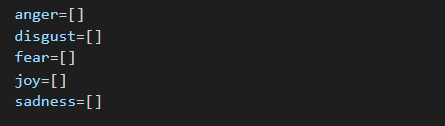 anger=[]
disgust=[]
fear=[]
joy=[]
sadness=[]